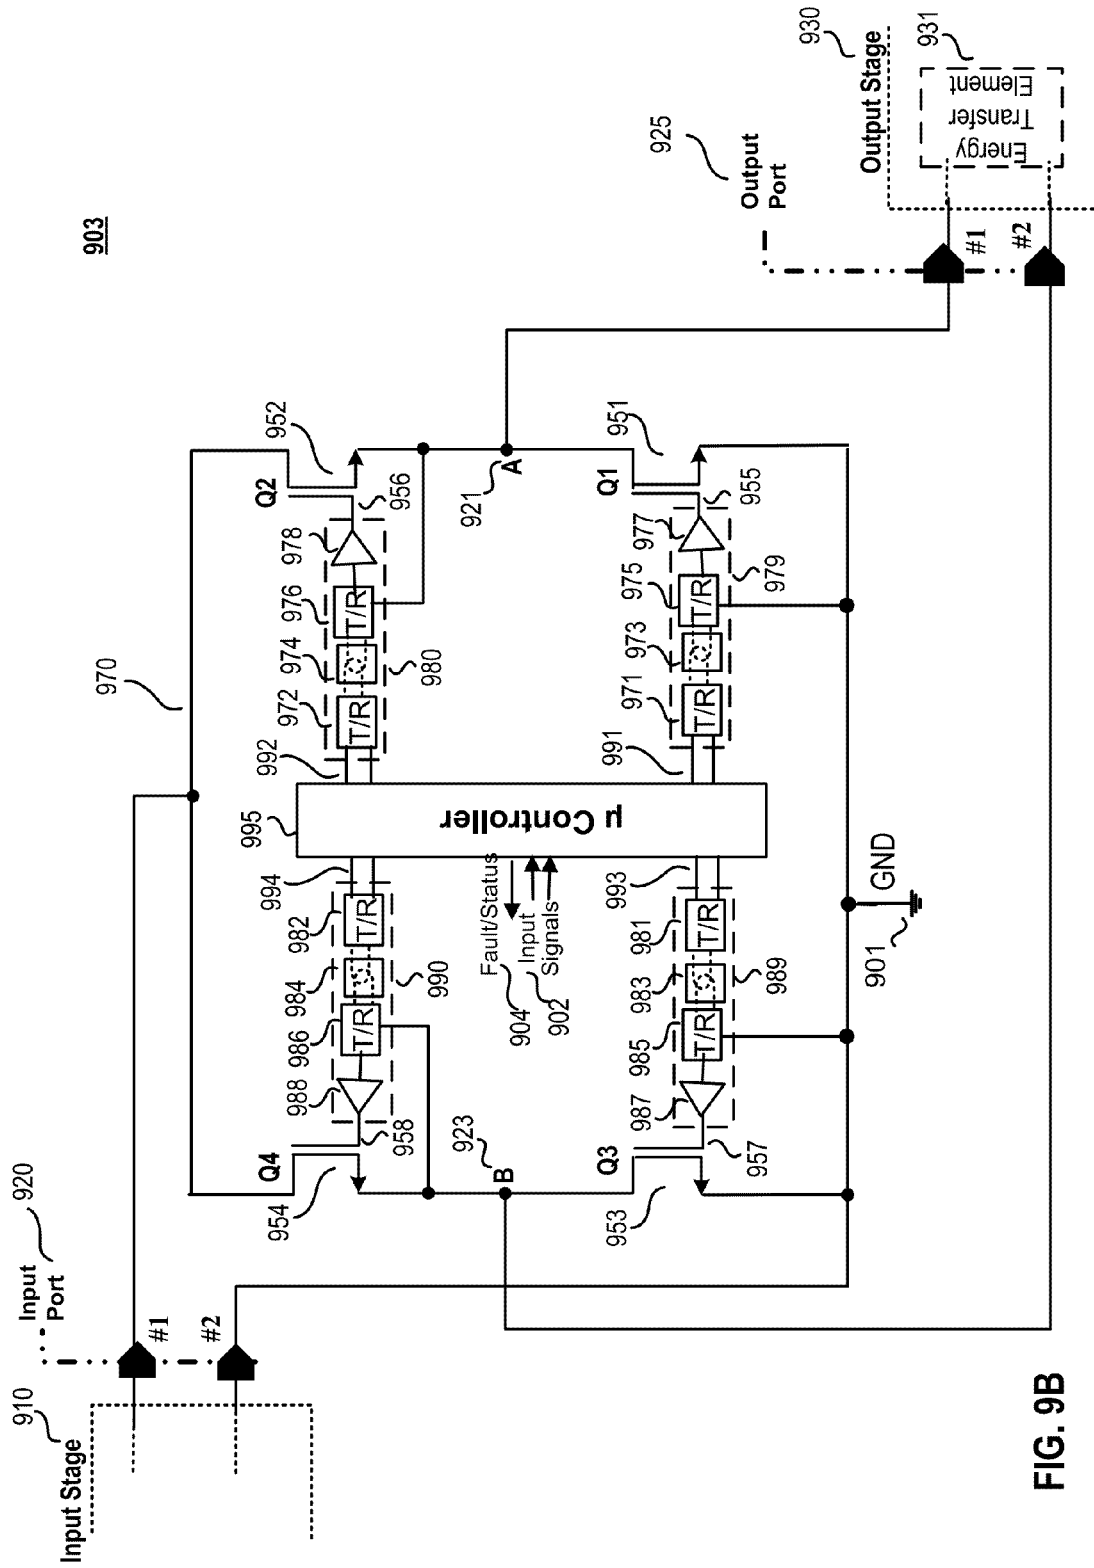 903
Input Stage
910
Input
Port
920
#1
#2
970
Q4
954
958
988
986
984
982
990
994
Q2
952
956
978
976
974
972
980
992
T/R
T/R
T/R
T/R
995
µ Controller
Fault/Status
904
Input
Signals
902
B
923
A
921
Q3
953
957
987
985
983
981
989
993
T/R
T/R
Q1
951
955
977
975
973
971
979
991
T/R
T/R
901
GND
Output
Port
925
#1
#2
Output Stage
930
Energy
Transfer
Element
931
FIG. 9B